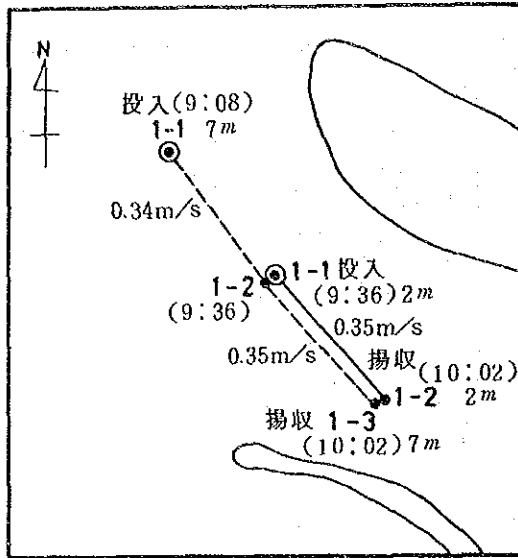 N
投入(9:08)
1-1 7m
0.34m/s
1-2
(9:36)
1-1 投入
(9:36)2m
0.35m/s
0.35m/s
揚収
(10:02)
1-2 2m
揚収 1-3
(10:02)7m